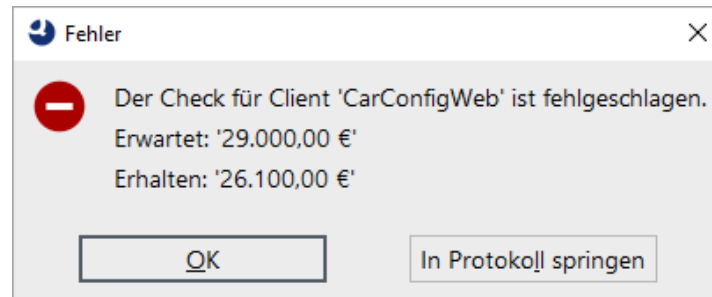 Fehler
Der Check für Client 'CarConfigWeb' ist fehlgeschlagen.
Erwartet: '29.000,00 €'
Erhalten: '26.100,00 €'
OK
In Protokoll springen